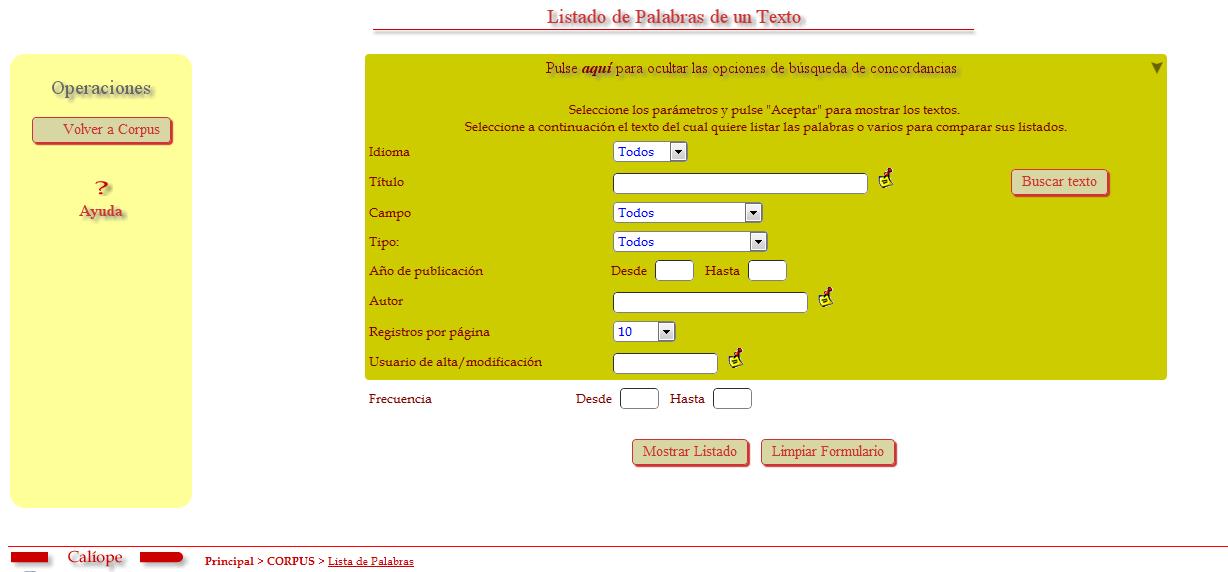 Listado de Palabras de un Texto
Operaciones
Volver a Corpus
?
Ayuda
Pulse aquí para ocultar las opciones de búsqueda de concordancias
Seleccione los parámetros y pulse "Aceptar" para mostrar los textos.
Seleccione a continuación el texto del cual quiere listar las palabras o varios para comparar sus listados.
Idioma Todos
Título Buscar texto
Campo Todos
Tipo: Todos
Año de publicación Desde Hasta
Autor
Registros por página 10
Usuario de alta/modificación
Frecuencia Desde Hasta
Mostrar Listado Limpiar Formulario
Calíope Principal > CORPUS > Lista de Palabras